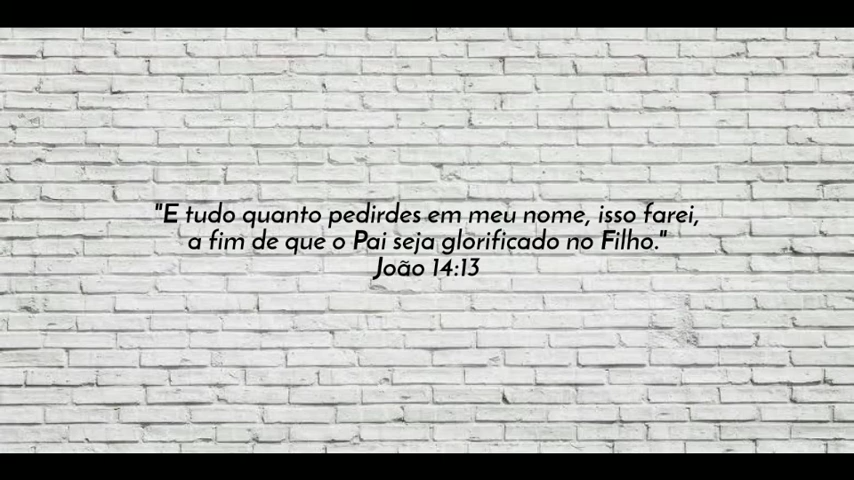 "E tudo quanto pedirdes em meu nome, isso farei,
a fim de que o Pai seja glorificado no Filho."
João 14:13